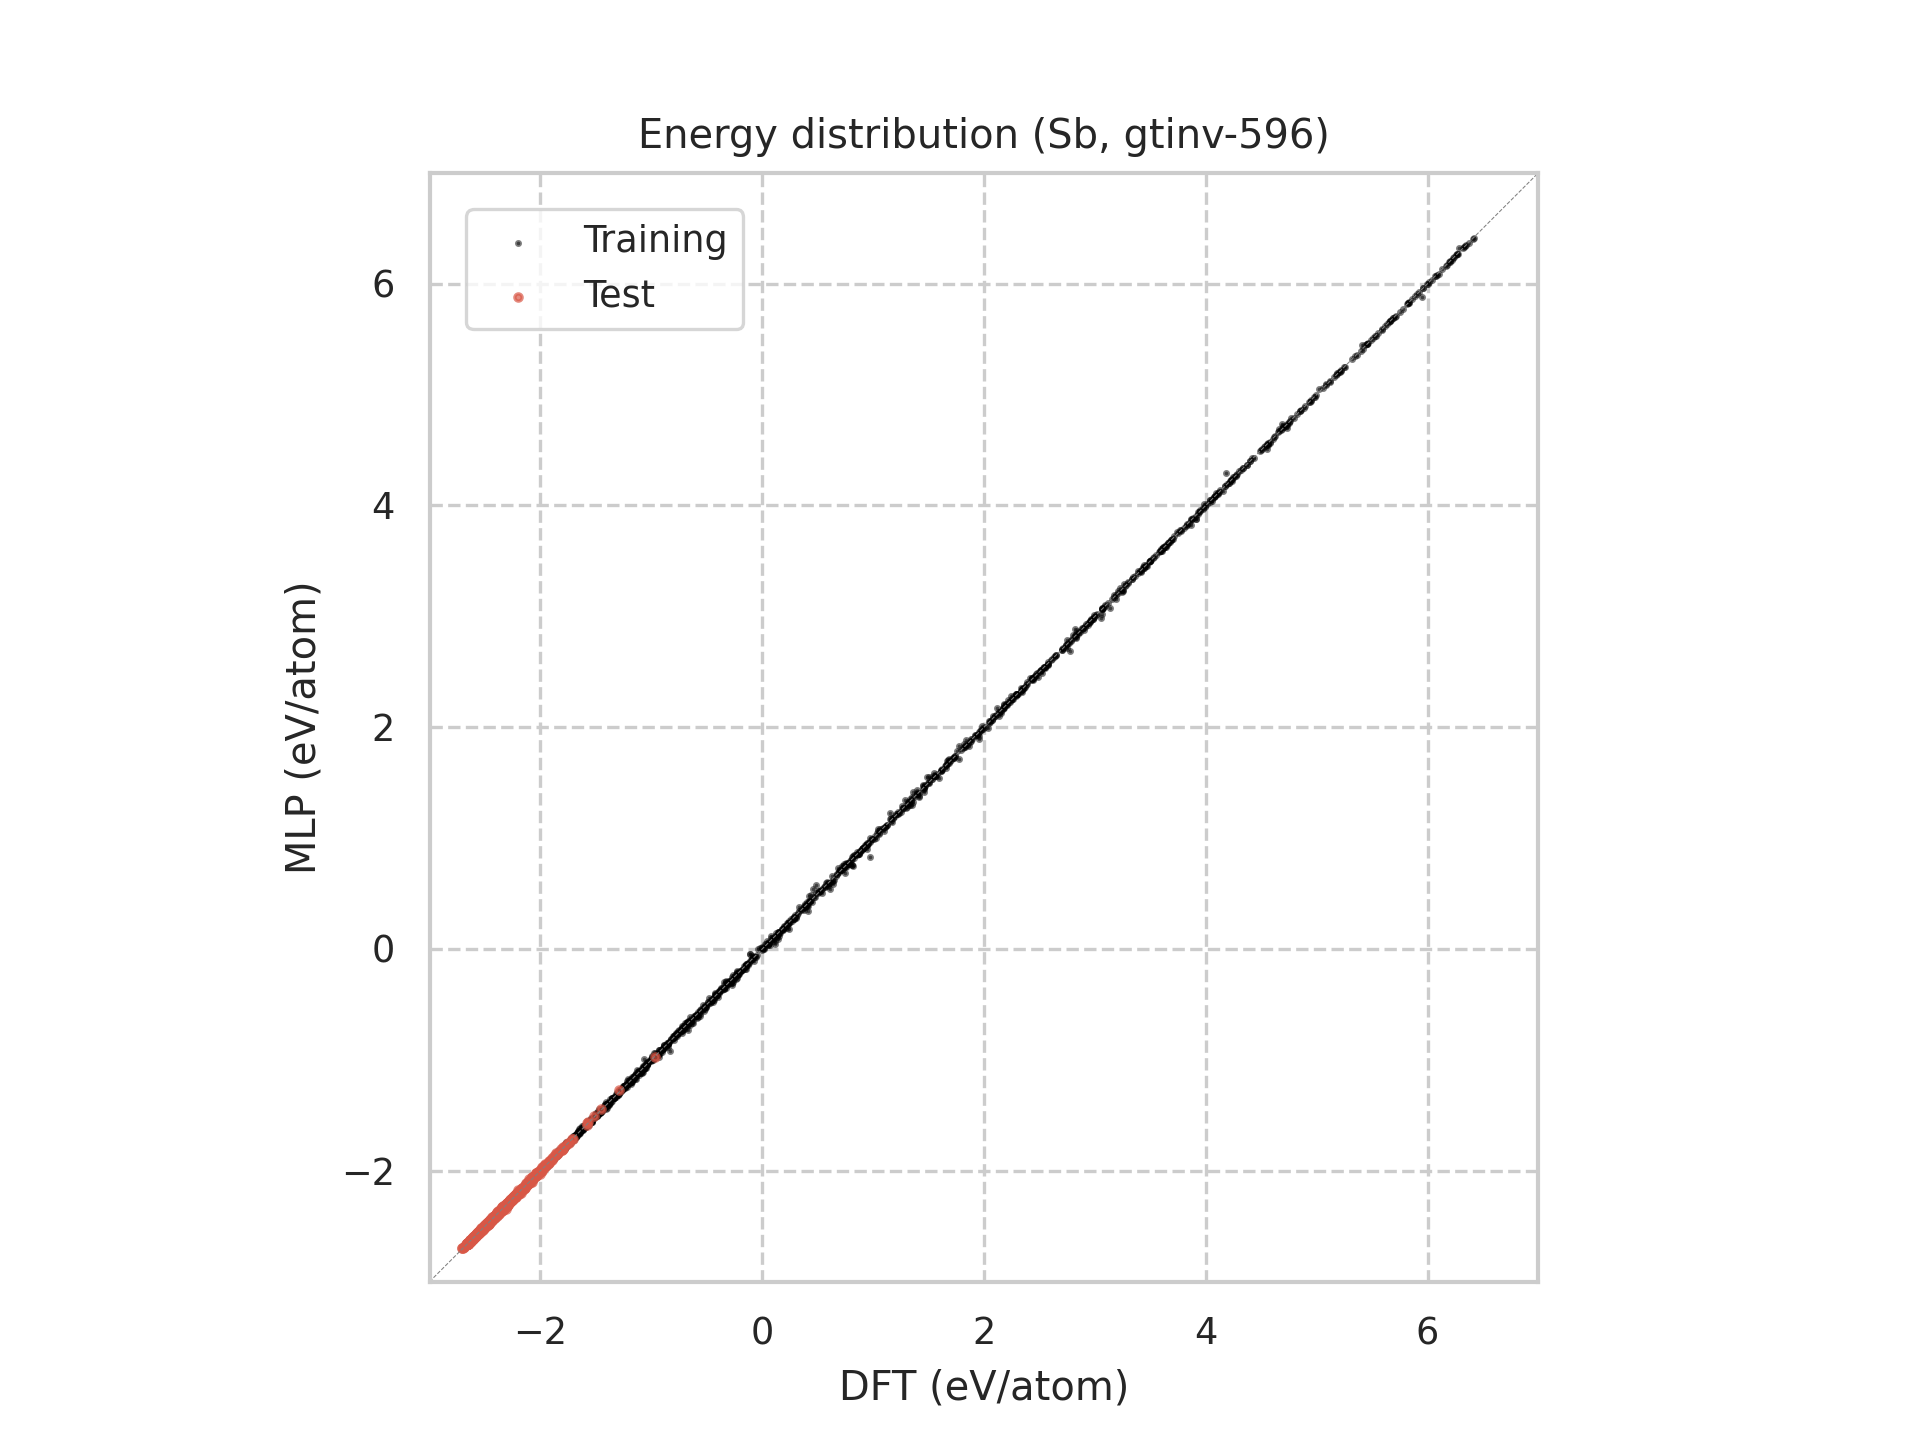 Energy distribution (Sb, gtinv-596)
Training
Test
6
4
2
0
−2
MLP (eV/atom)
−2 0 2 4 6
DFT (eV/atom)